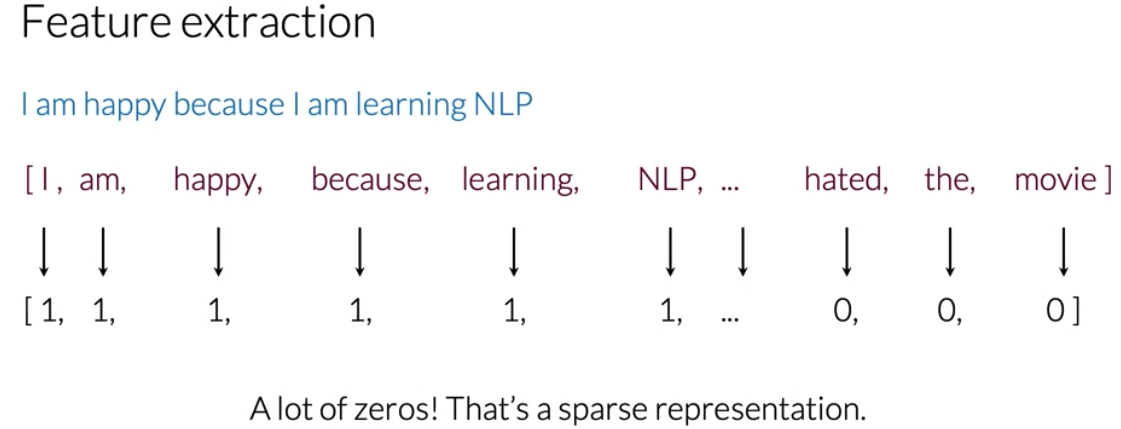 Feature extraction
I am happy because I am learning NLP
[ I , am, happy, because, learning, NLP, ... hated, the, movie ]
[ 1, 1, 1, 1, 1, 1, ... 0, 0, 0 ]
A lot of zeros! That’s a sparse representation.